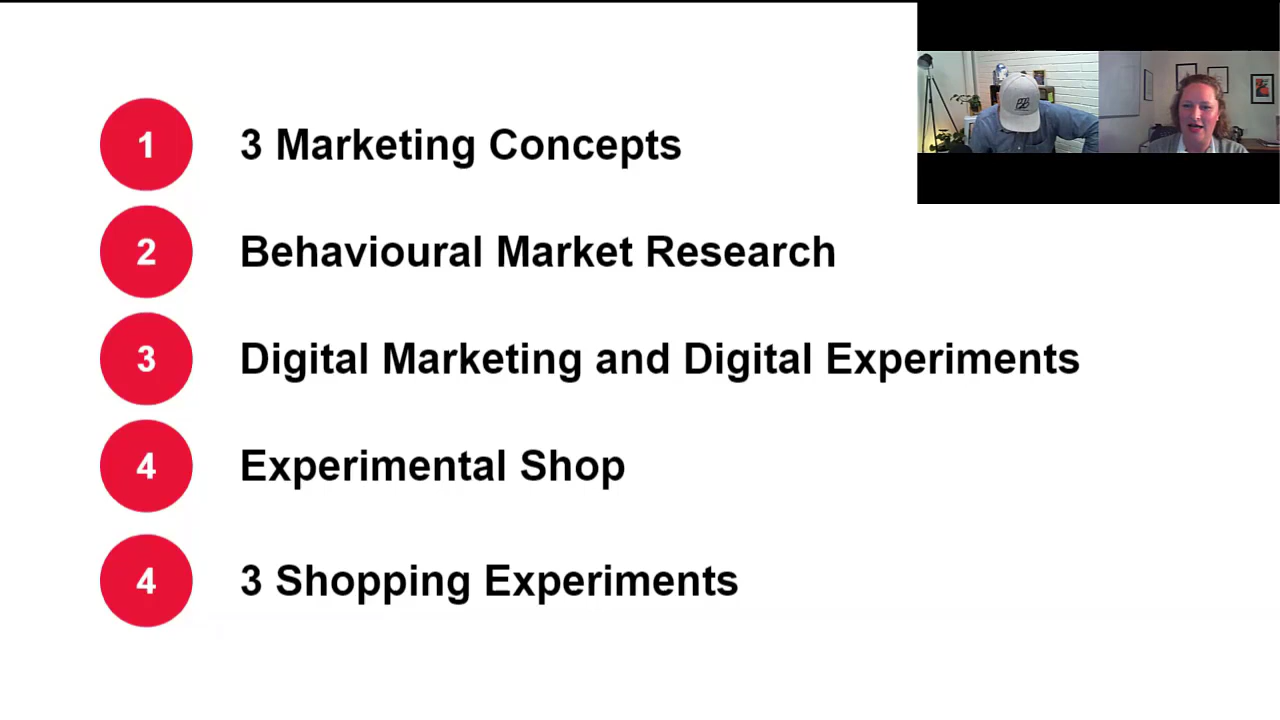 1 3 Marketing Concepts
2 Behavioural Market Research
3 Digital Marketing and Digital Experiments
4 Experimental Shop
4 3 Shopping Experiments